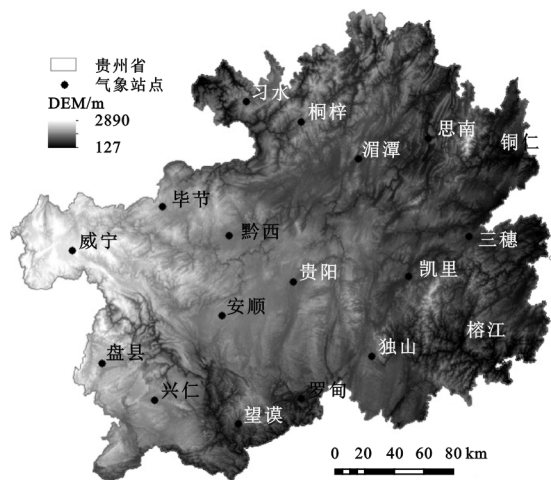 贵州省
气象站点
DEM/m
2890
127
习水
桐梓
思南
铜仁
湄潭
毕节
黔西
三穗
威宁
贵阳
凯里
安顺
榕江
独山
盘县
兴仁
罗甸
望谟
0 20 40 60 80 km